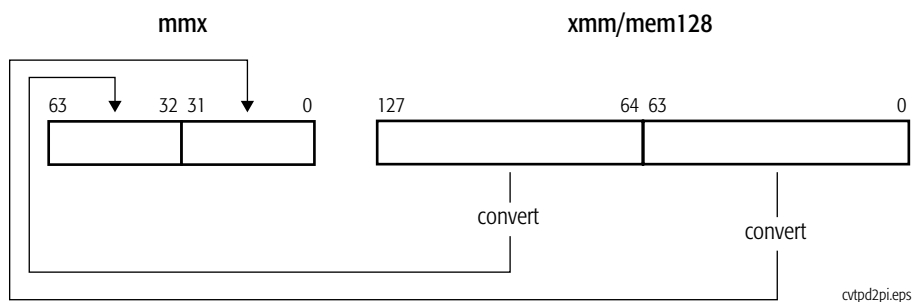 mmx xmm/mem128
63 32 31 0 127 64 63 0
convert
convert
cvtpd2pi.eps